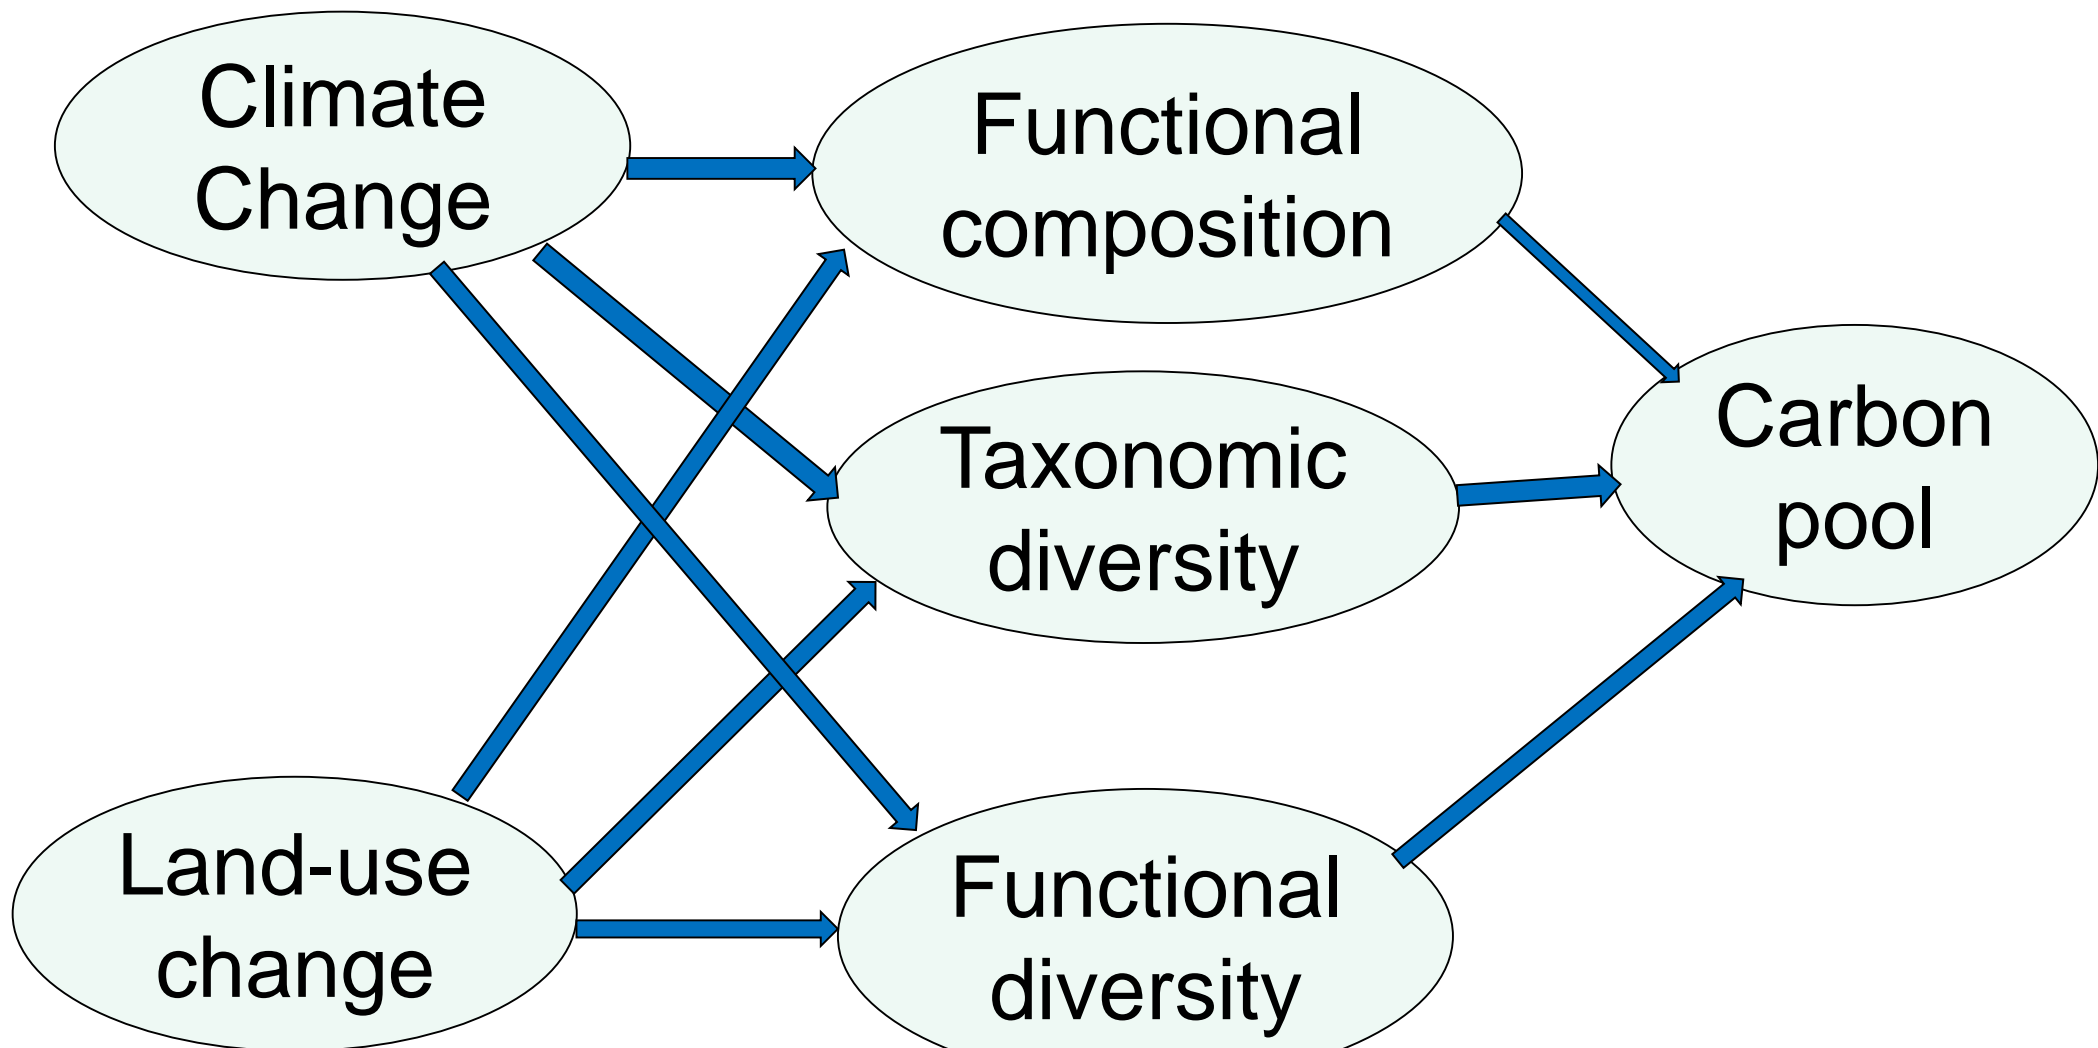 Climate
Change
Functional
composition
Taxonomic
diversity
Carbon
pool
Land-use
change
Functional
diversity